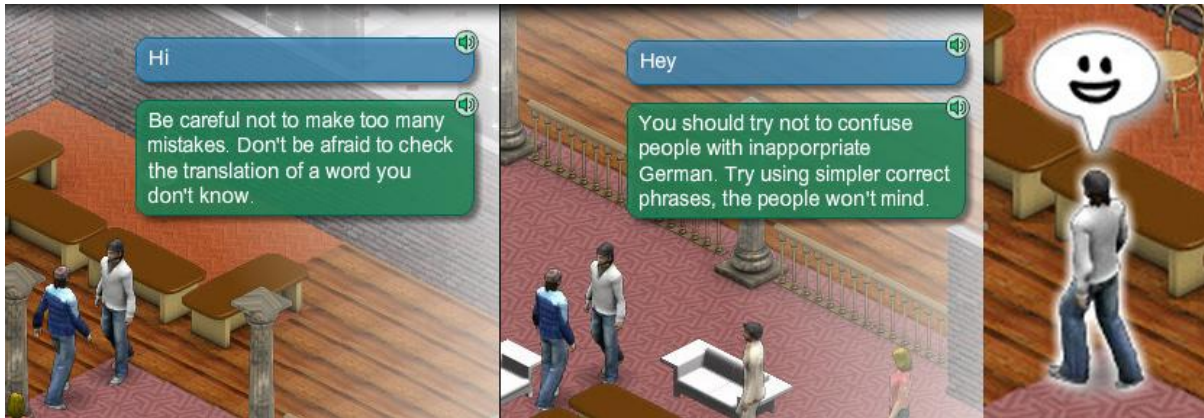 Hi
Be careful not to make too many
mistakes. Don't be afraid to check
the translation of a word you
don't know.
Hey
You should try not to confuse
people with inapporpriate
German. Try using simpler correct
phrases, the people won't mind.